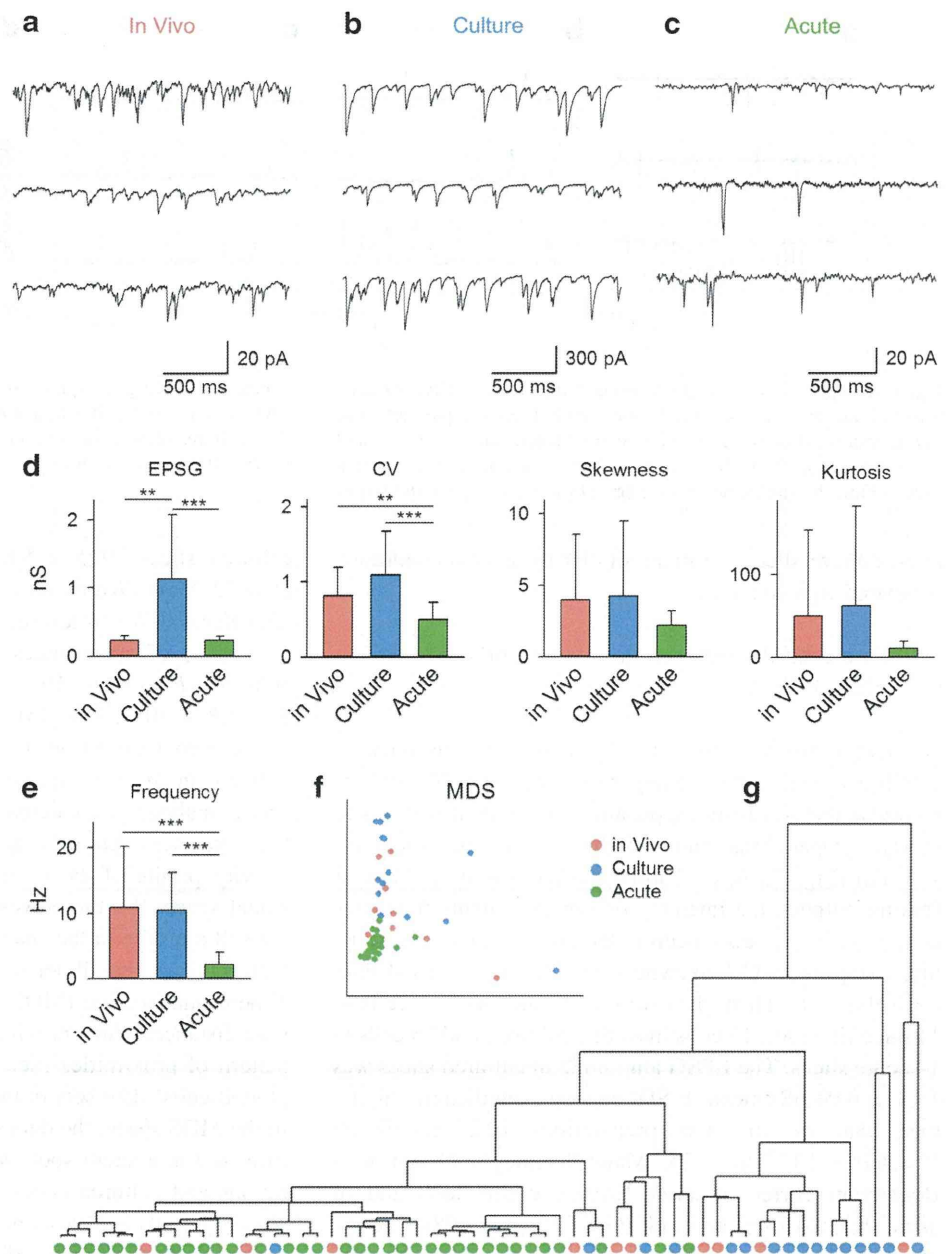 a In Vivo
b Culture
c Acute
20 pA
500 ms
300 pA
500 ms
20 pA
500 ms
d
EPSG
**
***
2
1
0
nS
in Vivo
Culture
Acute
CV
**
***
2
1
0
in Vivo
Culture
Acute
Skewness
10
5
0
in Vivo
Culture
Acute
Kurtosis
100
0
in Vivo
Culture
Acute
e
Frequency
***
***
20
10
0
Hz
in Vivo
Culture
Acute
f
MDS
in Vivo
Culture
Acute
g